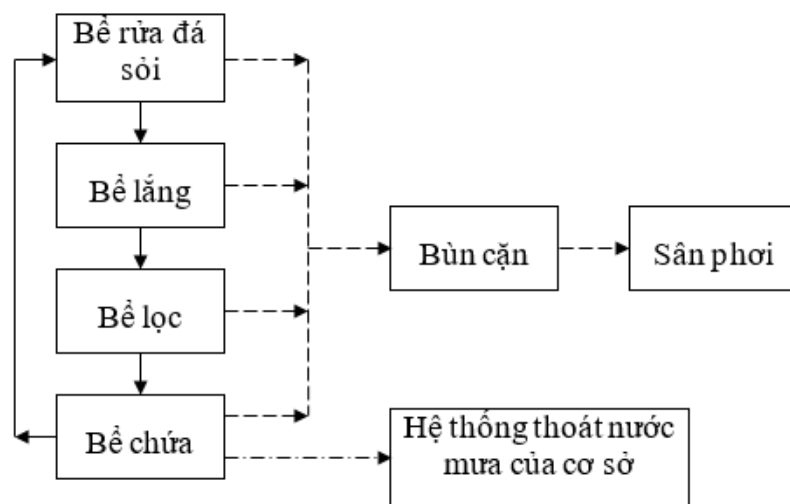 Bể rửa đá
sỏi
Bể lắng
Bùn cặn
Sân phơi
Bể lọc
Bể chứa
Hệ thống thoát nước
mưa của cơ sở